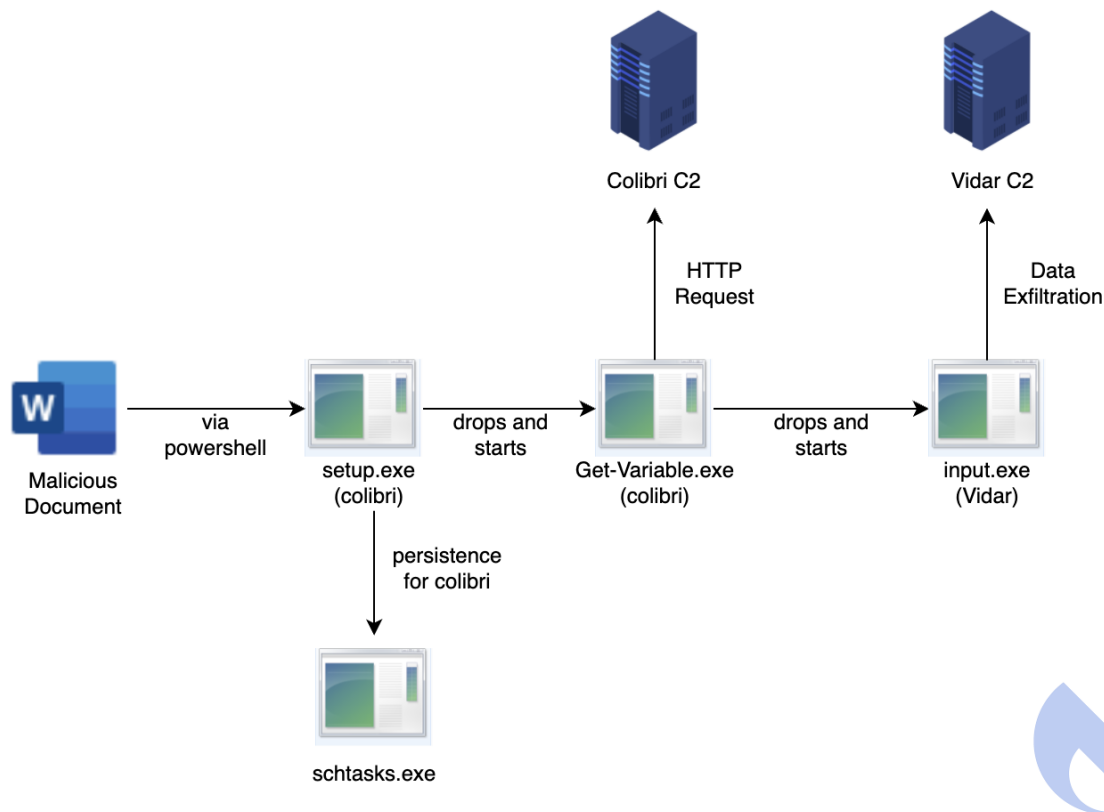 Colibri C2
Vidar C2
HTTP
Request
Data
Exfiltration
W
via
powershell
drops and
starts
drops and
starts
Malicious
Document
setup.exe
(colibri)
Get-Variable.exe
(colibri)
input.exe
(Vidar)
persistence
for colibri
schtasks.exe